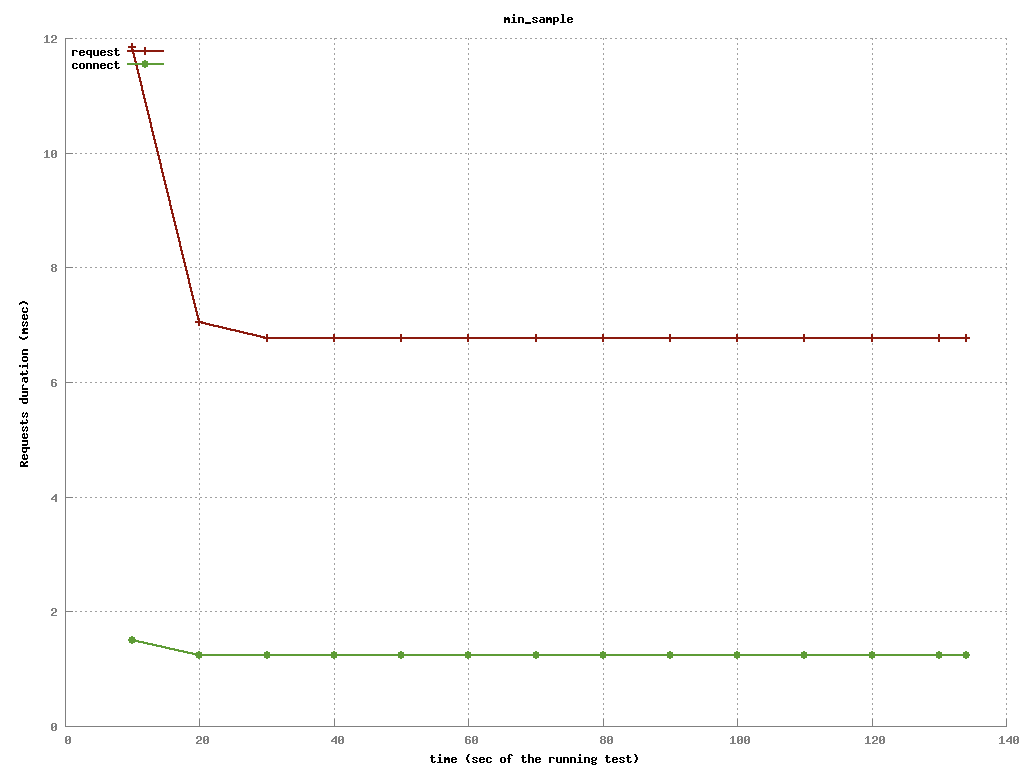 min_sample
12
request
connect
10
8
Requests duration (msec)
6
4
2
0
0 20 40 60 80 100 120 140
time (sec of the running test)